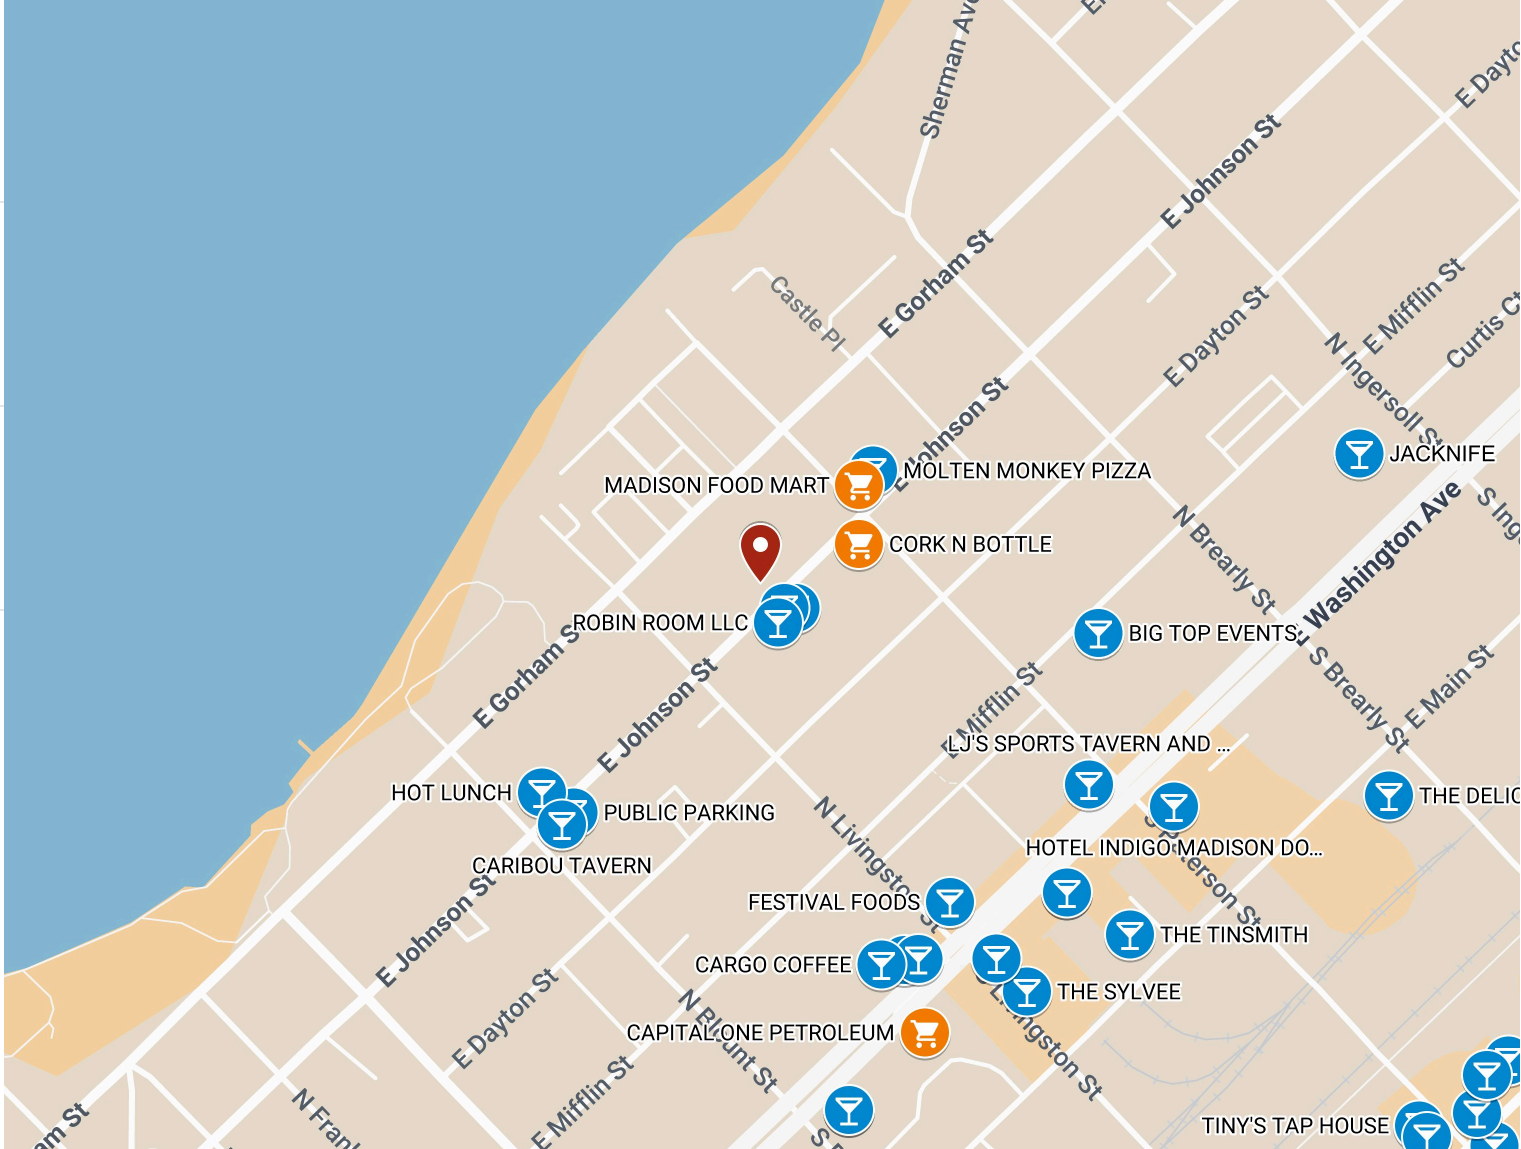 Sherman Ave
E Dayto
E Johnson St
E Gorham St
Castle Pl
E Dayton St
E Mifflin St
Curtis Ct
N Ingersoll St
E Johnson St
JACKNIFE
MOLTEN MONKEY PIZZA
MADISON FOOD MART
CORK N BOTTLE
S Inge
Washington Ave
N Brearly St
ROBIN ROOM LLC
BIG TOP EVENTS
E Gorham S
E Johnson St
S Brearly St
E Main St
E Mifflin St
LJ'S SPORTS TAVERN AND ...
HOT LUNCH
PUBLIC PARKING
CARIBOU TAVERN
THE DELIC
N Livingston St
HOTEL INDIGO MADISON DO...
S Paterson St
FESTIVAL FOODS
E Johnson St
THE TINSMITH
CARGO COFFEE
THE SYLVEE
S Livingston St
E Dayton St
N Blount St
CAPITAL ONE PETROLEUM
E Mifflin St
N Frank
am St
S
TINY'S TAP HOUSE